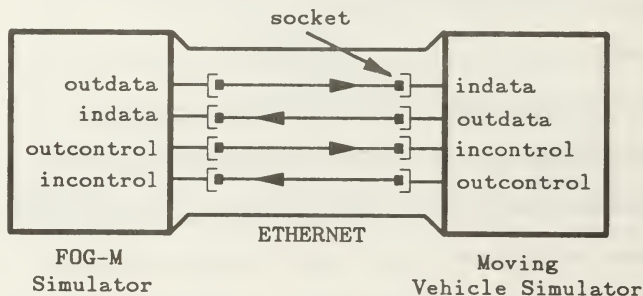 socket
outdata
indata
outcontrol
incontrol
indata
outdata
incontrol
outcontrol
ETHERNET
FOG-M
Simulator
Moving
Vehicle Simulator